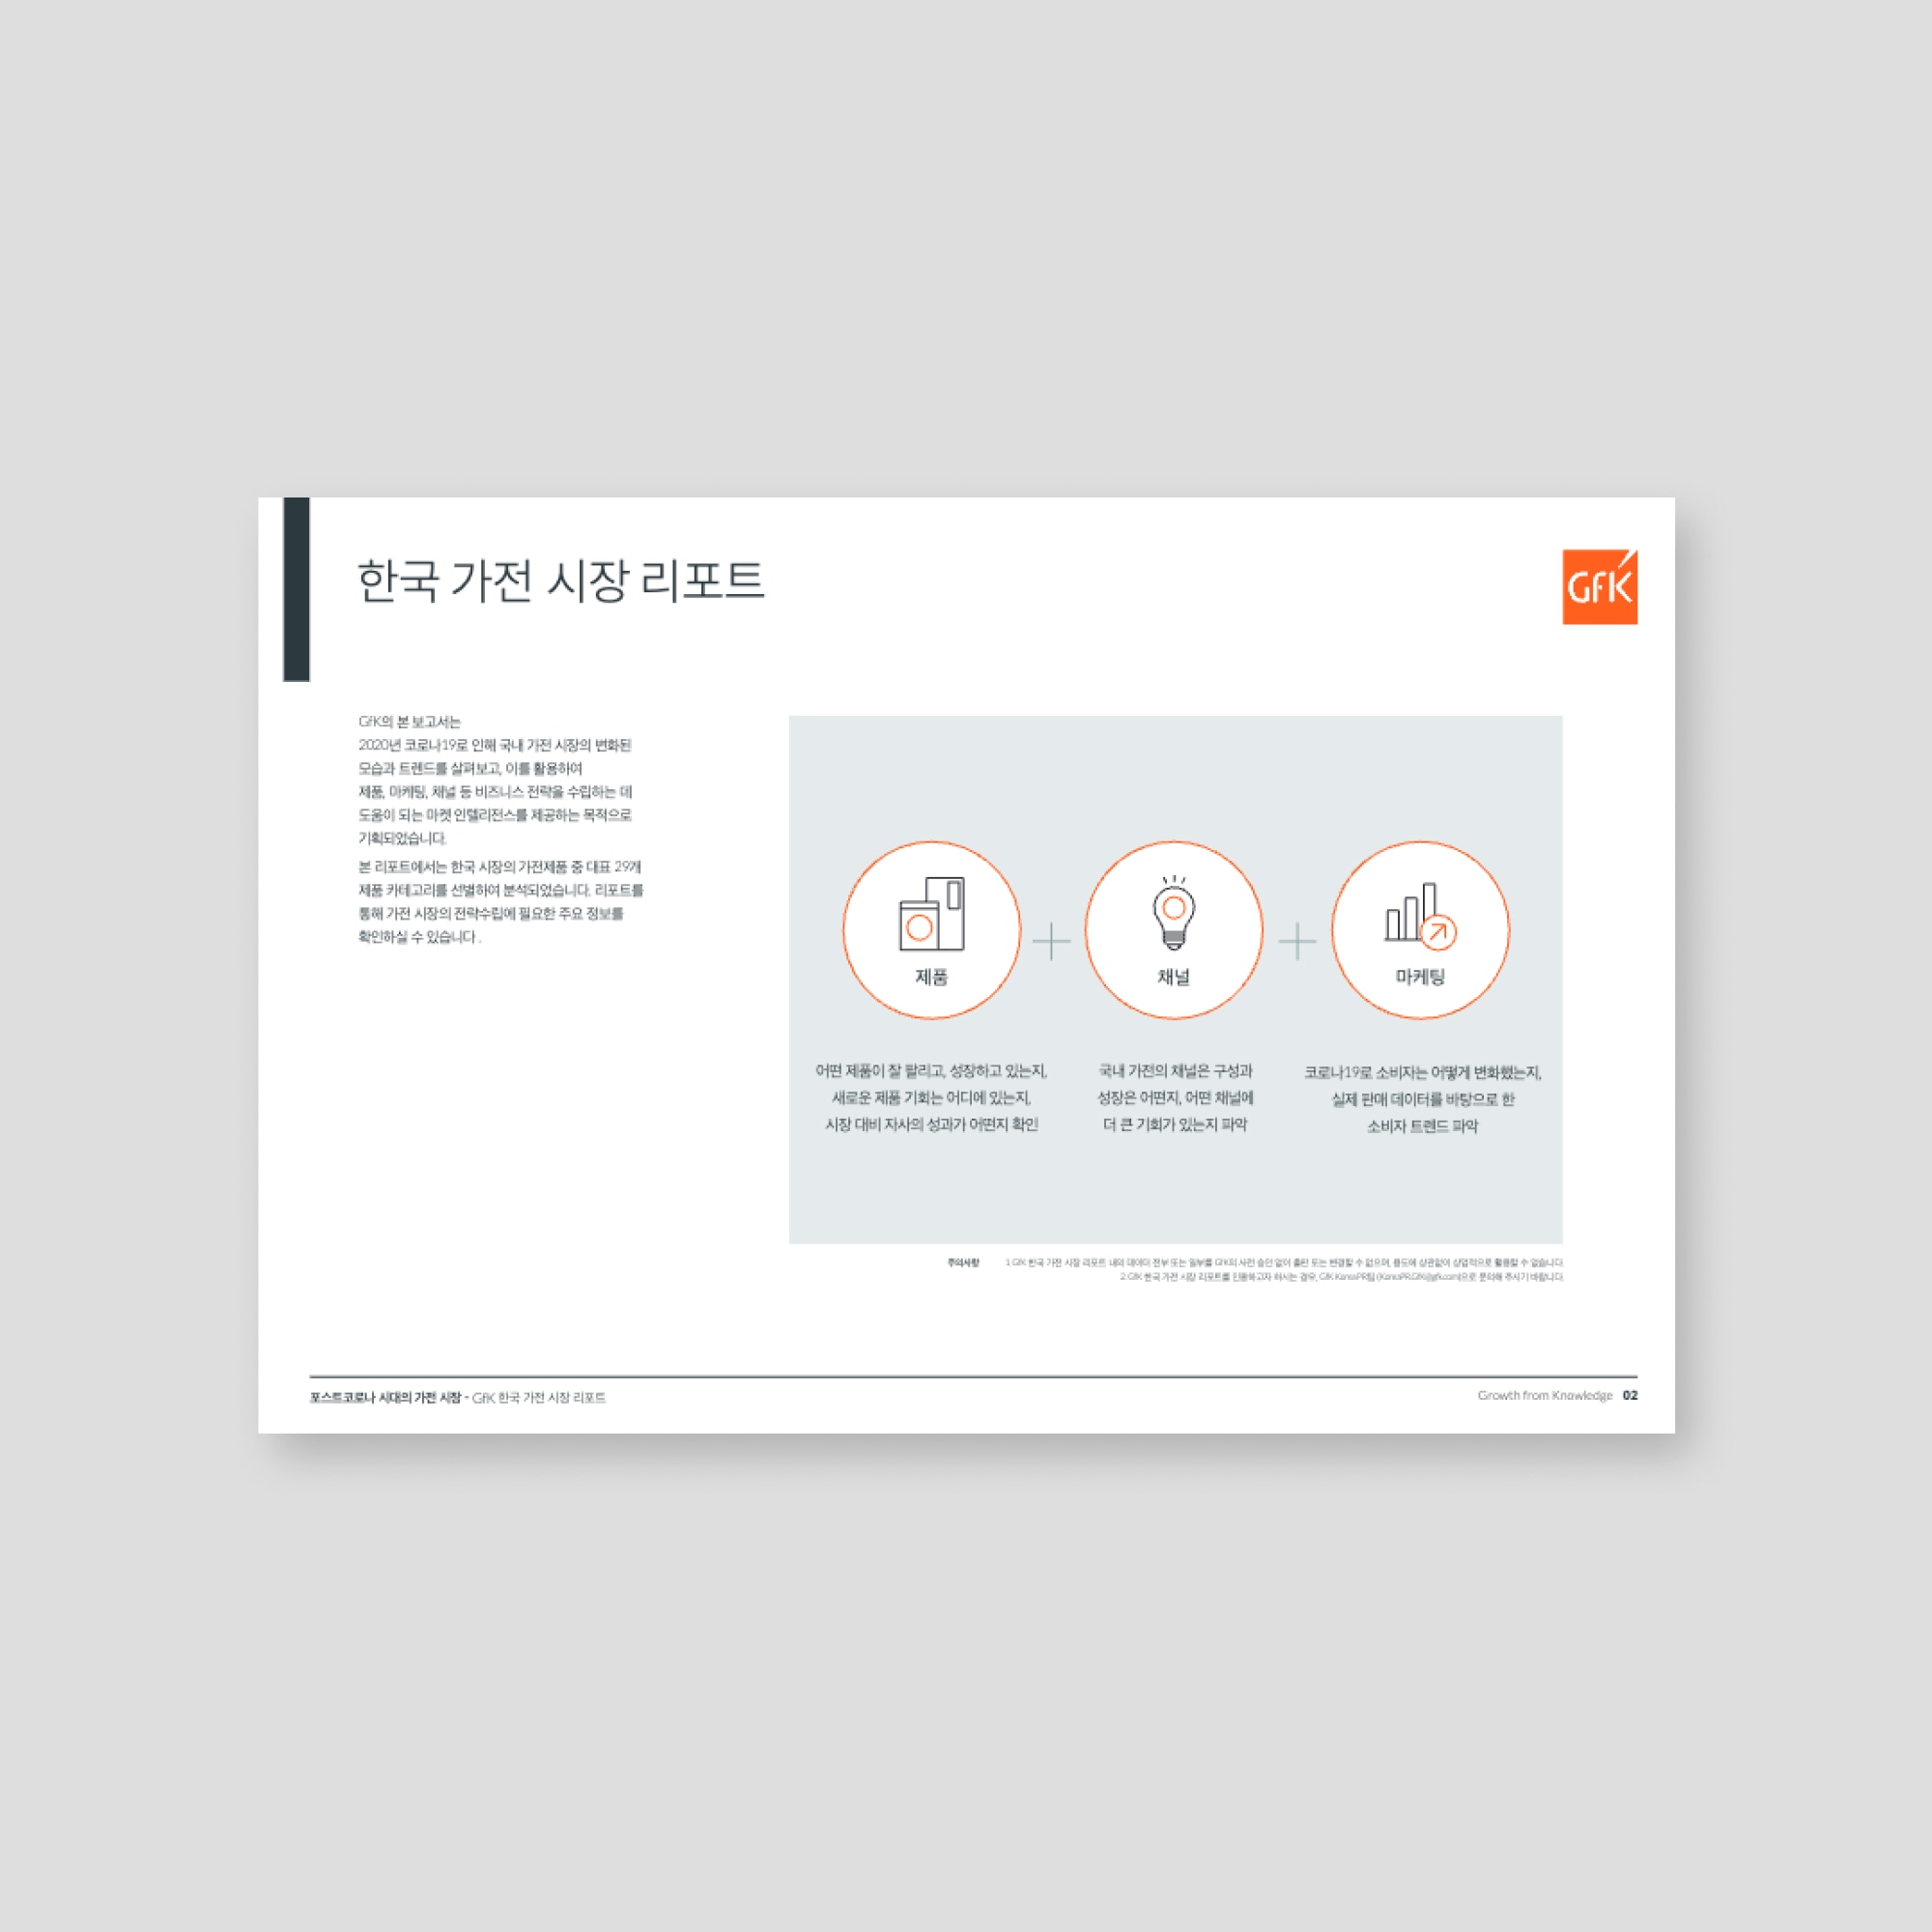 한국 가전 시장 리포트
GfK
GfK의 본 보고서는
2020년 코로나19로 인해 국내 가전 시장의 변화된
모습과 트렌드를 살펴보고, 이를 활용하여
제품, 마케팅, 채널 등 비즈니스 전략을 수립하는 데
도움이 되는 마켓 인텔리전스를 제공하는 목적으로
기획되었습니다.
본 리포트에서는 한국 시장의 가전제품 중 대표 29개
제품 카테고리를 선별하여 분석되었습니다. 리포트를
통해 가전 시장의 전략수립에 필요한 주요 정보를
확인하실 수 있습니다 .
제품
채널
마케팅
어떤 제품이 잘 팔리고, 성장하고 있는지,
새로운 제품 기회는 어디에 있는지,
시장 대비 자사의 성과가 어떤지 확인
국내 가전의 채널은 구성과
성장은 어떤지, 어떤 채널에
더 큰 기회가 있는지 파악
코로나19로 소비자는 어떻게 변화했는지,
실제 판매 데이터를 바탕으로 한
소비자 트렌드 파악
주의사항 1. GfK 한국 가전 시장 리포트 내의 데이터 전부 또는 일부를 GfK의 사전 승인 없이 출판 또는 변경할 수 없으며, 용도에 상관없이 상업적으로 활용할 수 없습니다.
2. GfK 한국 가전 시장 리포트를 인용하고자 하시는 경우, GfK Korea PR팀 (KoreaPR.GfK@gfk.com)으로 문의해 주시기 바랍니다.
포스트코로나 시대의 가전 시장 - GfK 한국 가전 시장 리포트
Growth from Knowledge 02